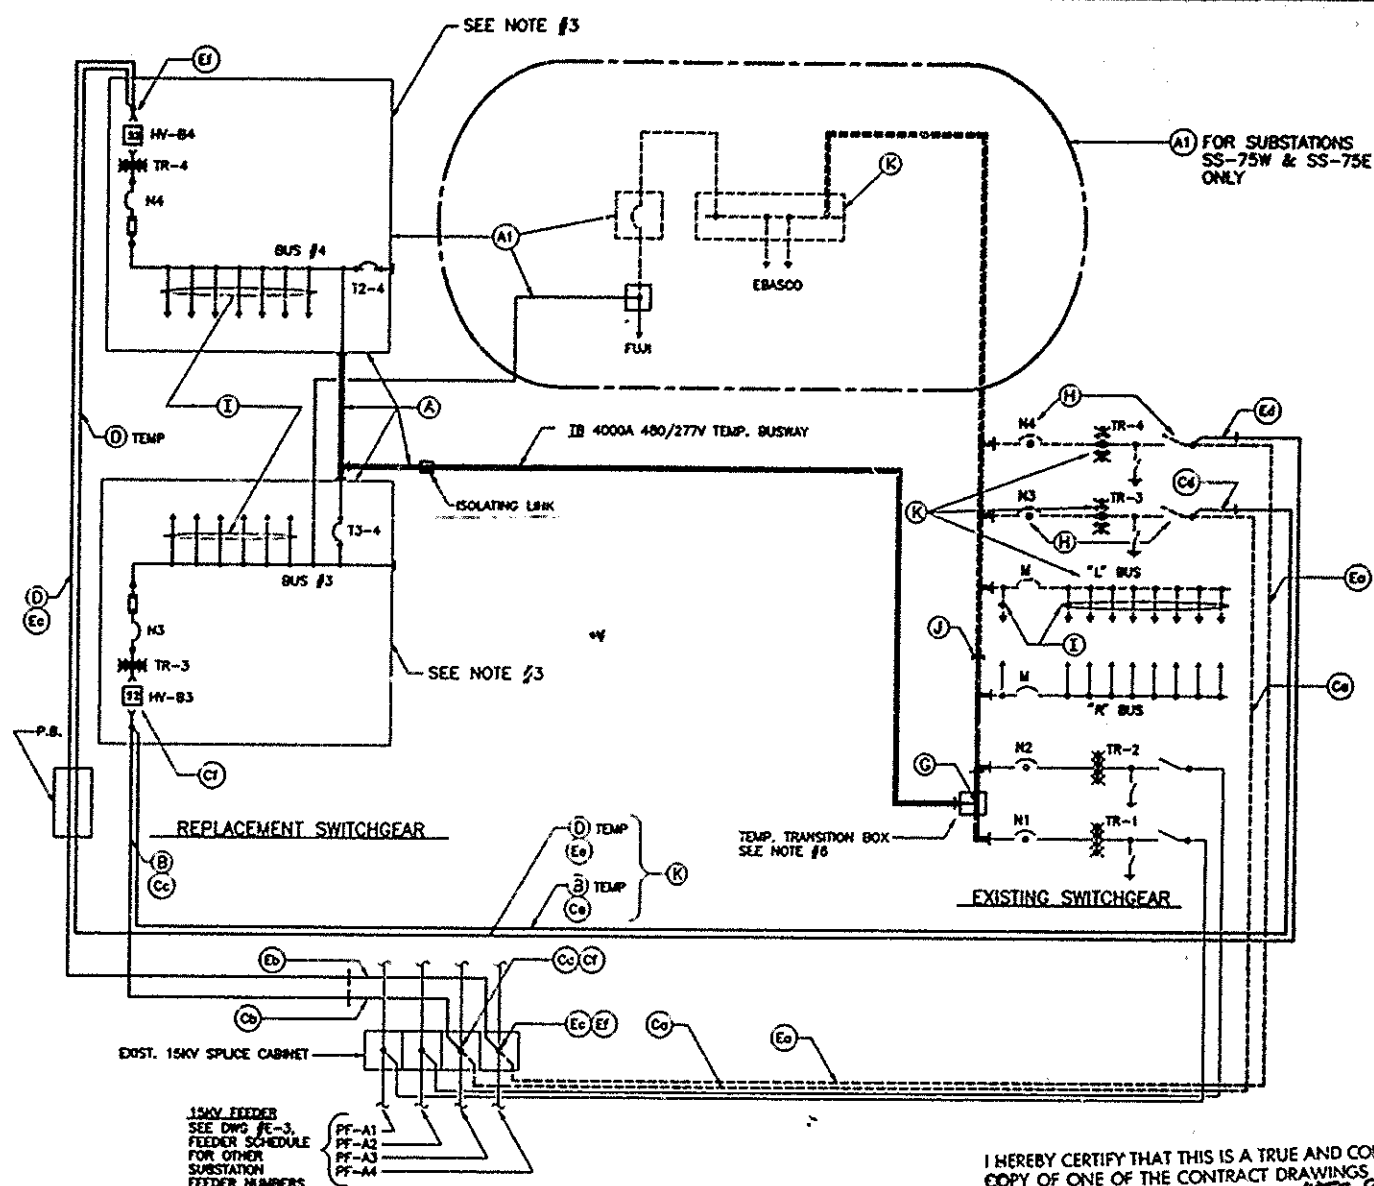 SEE NOTE #3
Ef
HV-B4
TR-4
N4
BUS #4
T2-4
A1
K
EBASCO
FUJI
A1 FOR SUBSTATIONS
SS-75W & SS-75E
ONLY
I
A
D TEMP
IB 4000A 480/277V TEMP. BUSWAY
ISOLATING LINK
H
N4
TR-4
Ed
Cd
K
N3
TR-3
H
"L" BUS
M
Ea
I
J
M
"R" BUS
Ca
T3-4
BUS #3
D
Ec
N3
TR-3
52 HV-B3
SEE NOTE #3
P.B.
Cf
REPLACEMENT SWITCHGEAR
B
Cc
D TEMP
Ee
B TEMP
Ce
K
G
N2
TR-2
TEMP. TRANSITION BOX
SEE NOTE #6
N1
TR-1
EXISTING SWITCHGEAR
Eb
Cb
Cc Cf
Ec Ef
Ca
Ea
EXIST. 15KV SPLICE CABINET
15KV FEEDER
SEE DWG #E-3,
FEEDER SCHEDULE
FOR OTHER
SUBSTATION
FEEDER NUMBERS
PF-A1
PF-A2
PF-A3
PF-A4
I HEREBY CERTIFY THAT THIS IS A TRUE AND
COPY OF ONE OF THE CONTRACT DRAWINGS